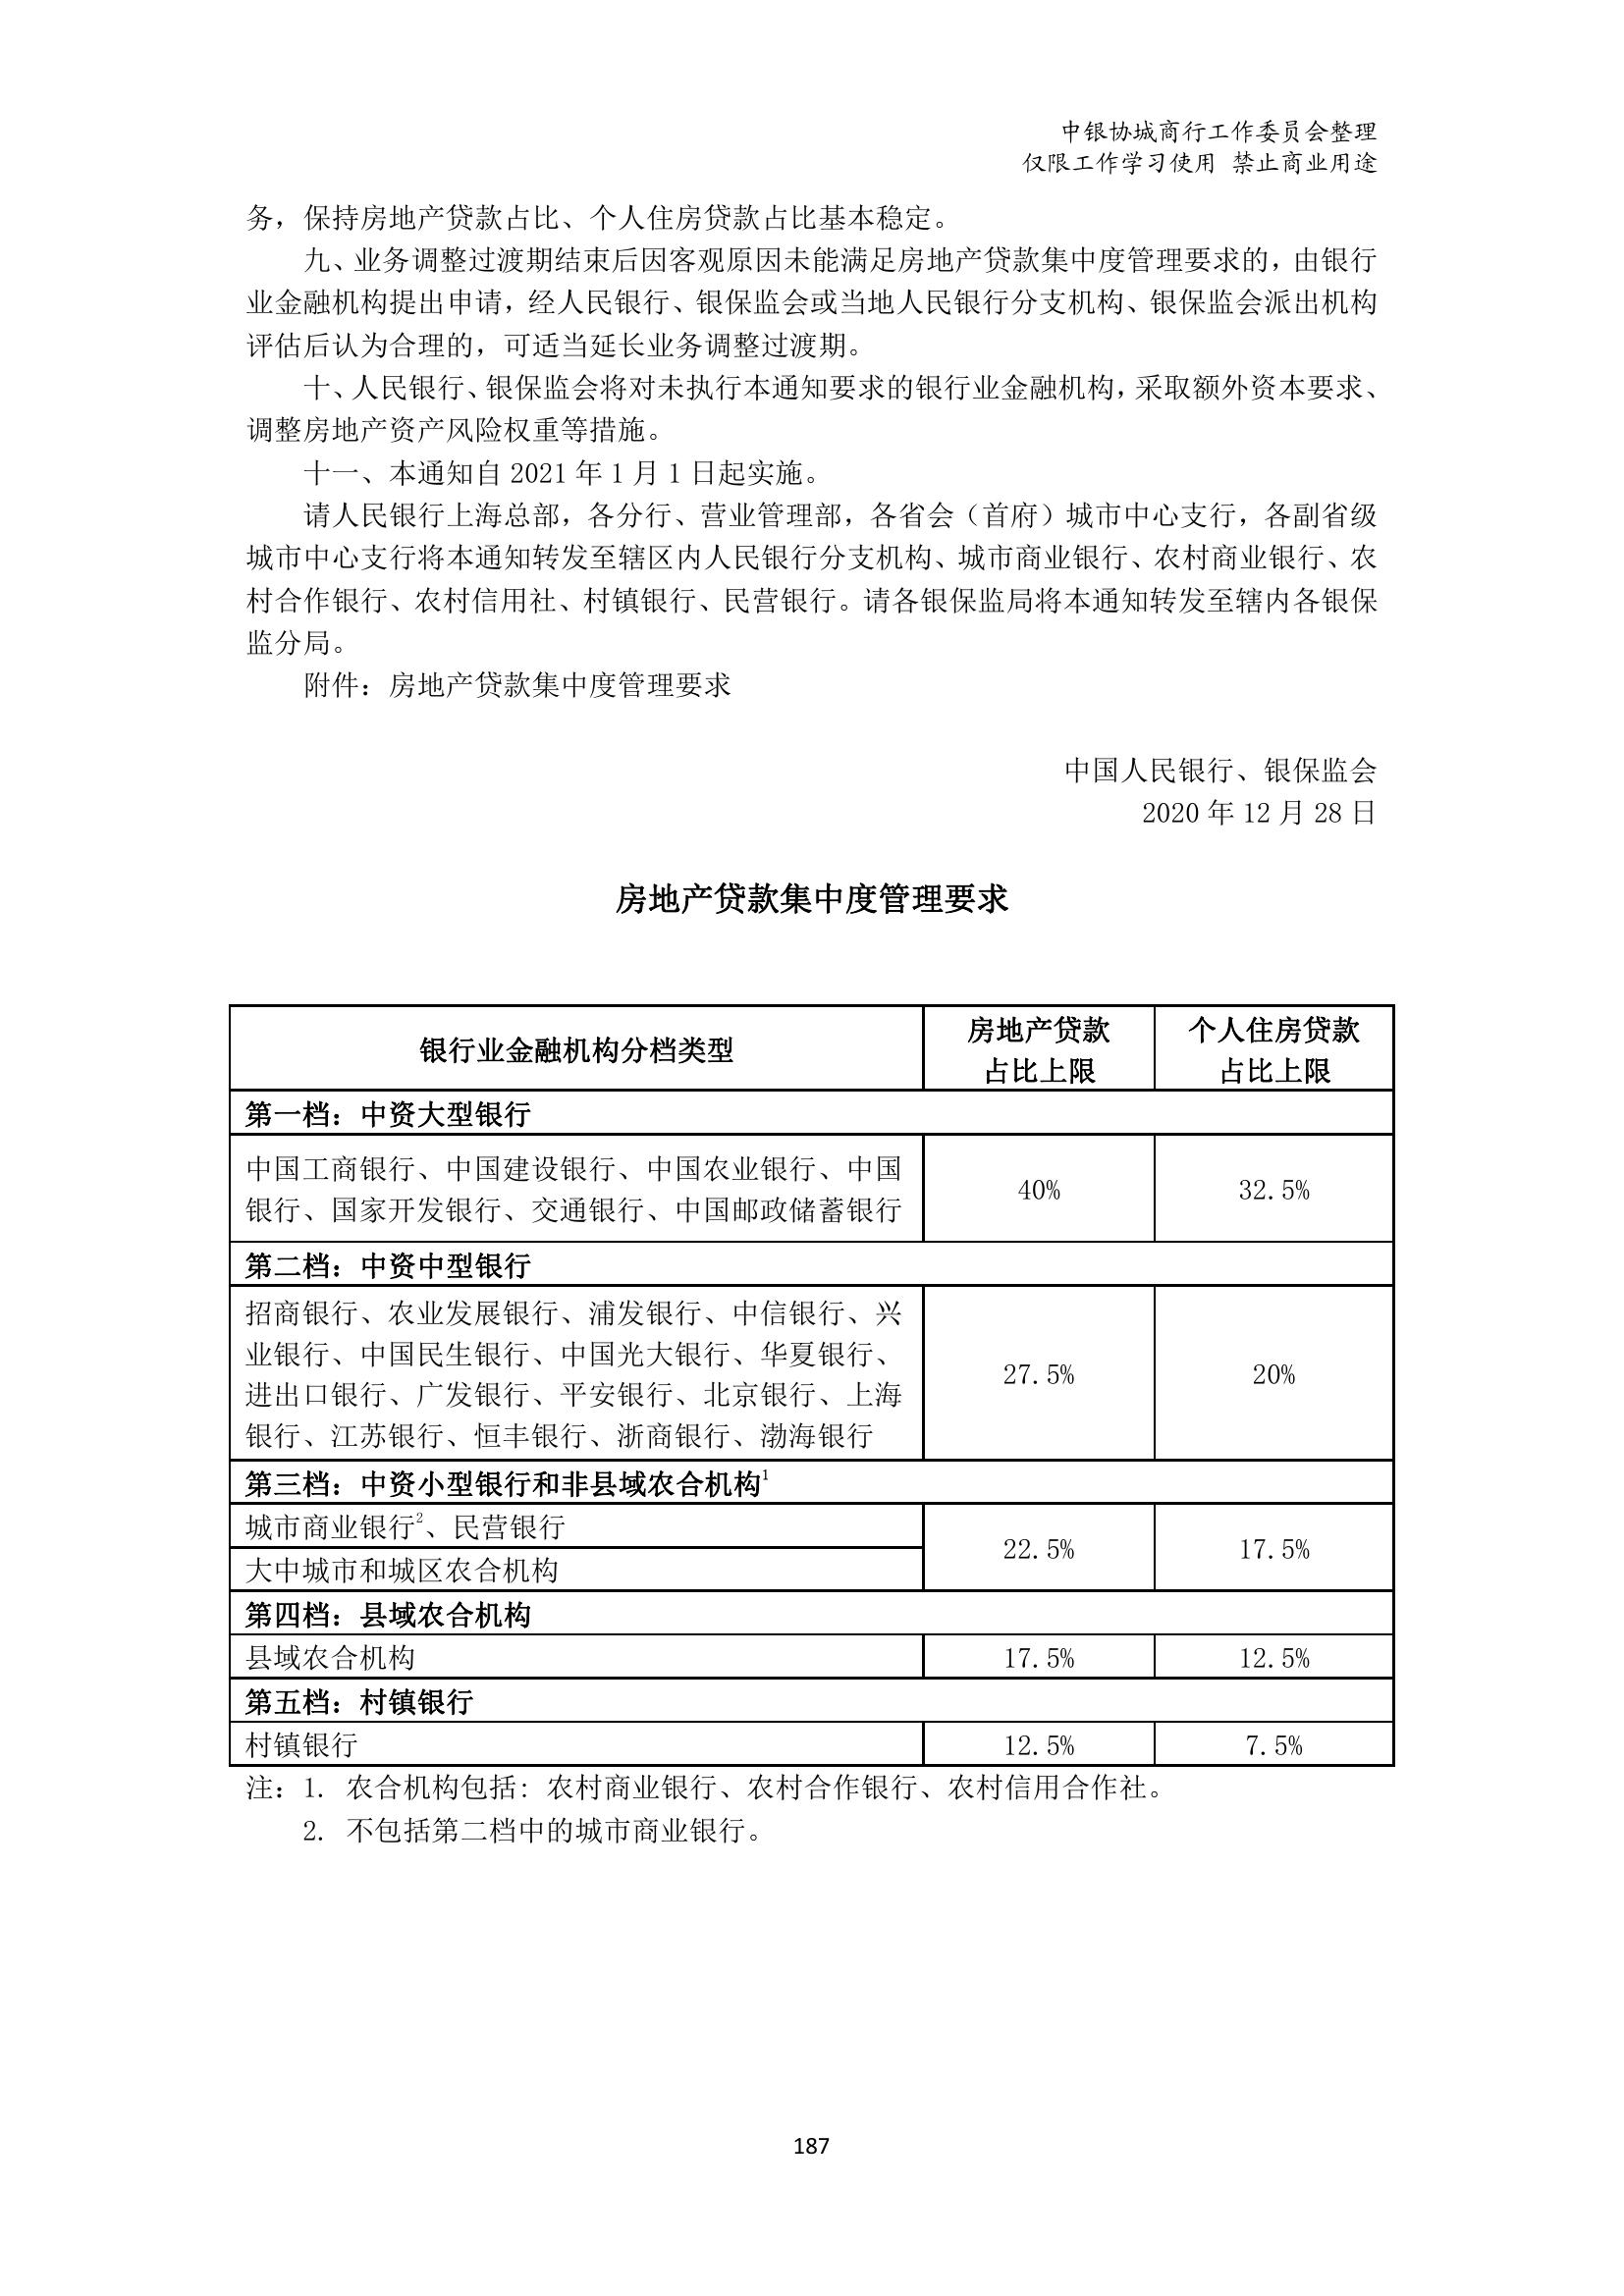 中银协城商行工作委员会整理
仅限工作学习使用 禁止商业用途
务，保持房地产贷款占比、个人住房贷款占比基本稳定。
九、业务调整过渡期结束后因客观原因未能满足房地产贷款集中度管理要求的，由银行
业金融机构提出申请，经人民银行、银保监会或当地人民银行分支机构、银保监会派出机构
评估后认为合理的，可适当延长业务调整过渡期。
十、人民银行、银保监会将对未执行本通知要求的银行业金融机构，采取额外资本要求、
调整房地产资产风险权重等措施。
十一、本通知自 2021 年 1 月 1 日起实施。
请人民银行上海总部，各分行、营业管理部，各省会（首府）城市中心支行，各副省级
城市中心支行将本通知转发至辖区内人民银行分支机构、城市商业银行、农村商业银行、农
村合作银行、农村信用社、村镇银行、民营银行。请各银保监局将本通知转发至辖内各银保
监分局。
附件：房地产贷款集中度管理要求
中国人民银行、银保监会
2020 年 12 月 28 日
房地产贷款集中度管理要求
银行业金融机构分档类型
房地产贷款
占比上限
个人住房贷款
占比上限
第一档：中资大型银行
中国工商银行、中国建设银行、中国农业银行、中国
银行、国家开发银行、交通银行、中国邮政储蓄银行
40%
32.5%
第二档：中资中型银行
招商银行、农业发展银行、浦发银行、中信银行、兴
业银行、中国民生银行、中国光大银行、华夏银行、
进出口银行、广发银行、平安银行、北京银行、上海
银行、江苏银行、恒丰银行、浙商银行、渤海银行
27.5%
20%
第三档：中资小型银行和非县域农合机构1
城市商业银行2、民营银行
大中城市和城区农合机构
22.5%
17.5%
第四档：县域农合机构
县域农合机构
17.5%
12.5%
第五档：村镇银行
村镇银行
12.5%
7.5%
注：1. 农合机构包括：农村商业银行、农村合作银行、农村信用合作社。
2. 不包括第二档中的城市商业银行。
187